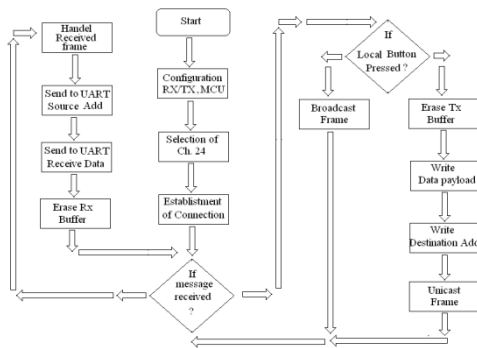 Handel
Received
frame
Send to UART
Source Add
Send to UART
Receive Data
Erase Rx
Buffer
Start
Configuration
RX/TX, MCU
Selection of
Ch. 24
Establistment
of Connection
If
message
received
?
If
Local Button
Pressed ?
Broadcast
Frame
Erase Tx
Buffer
Write
Data payload
Write
Destination Add
Unicast
Frame